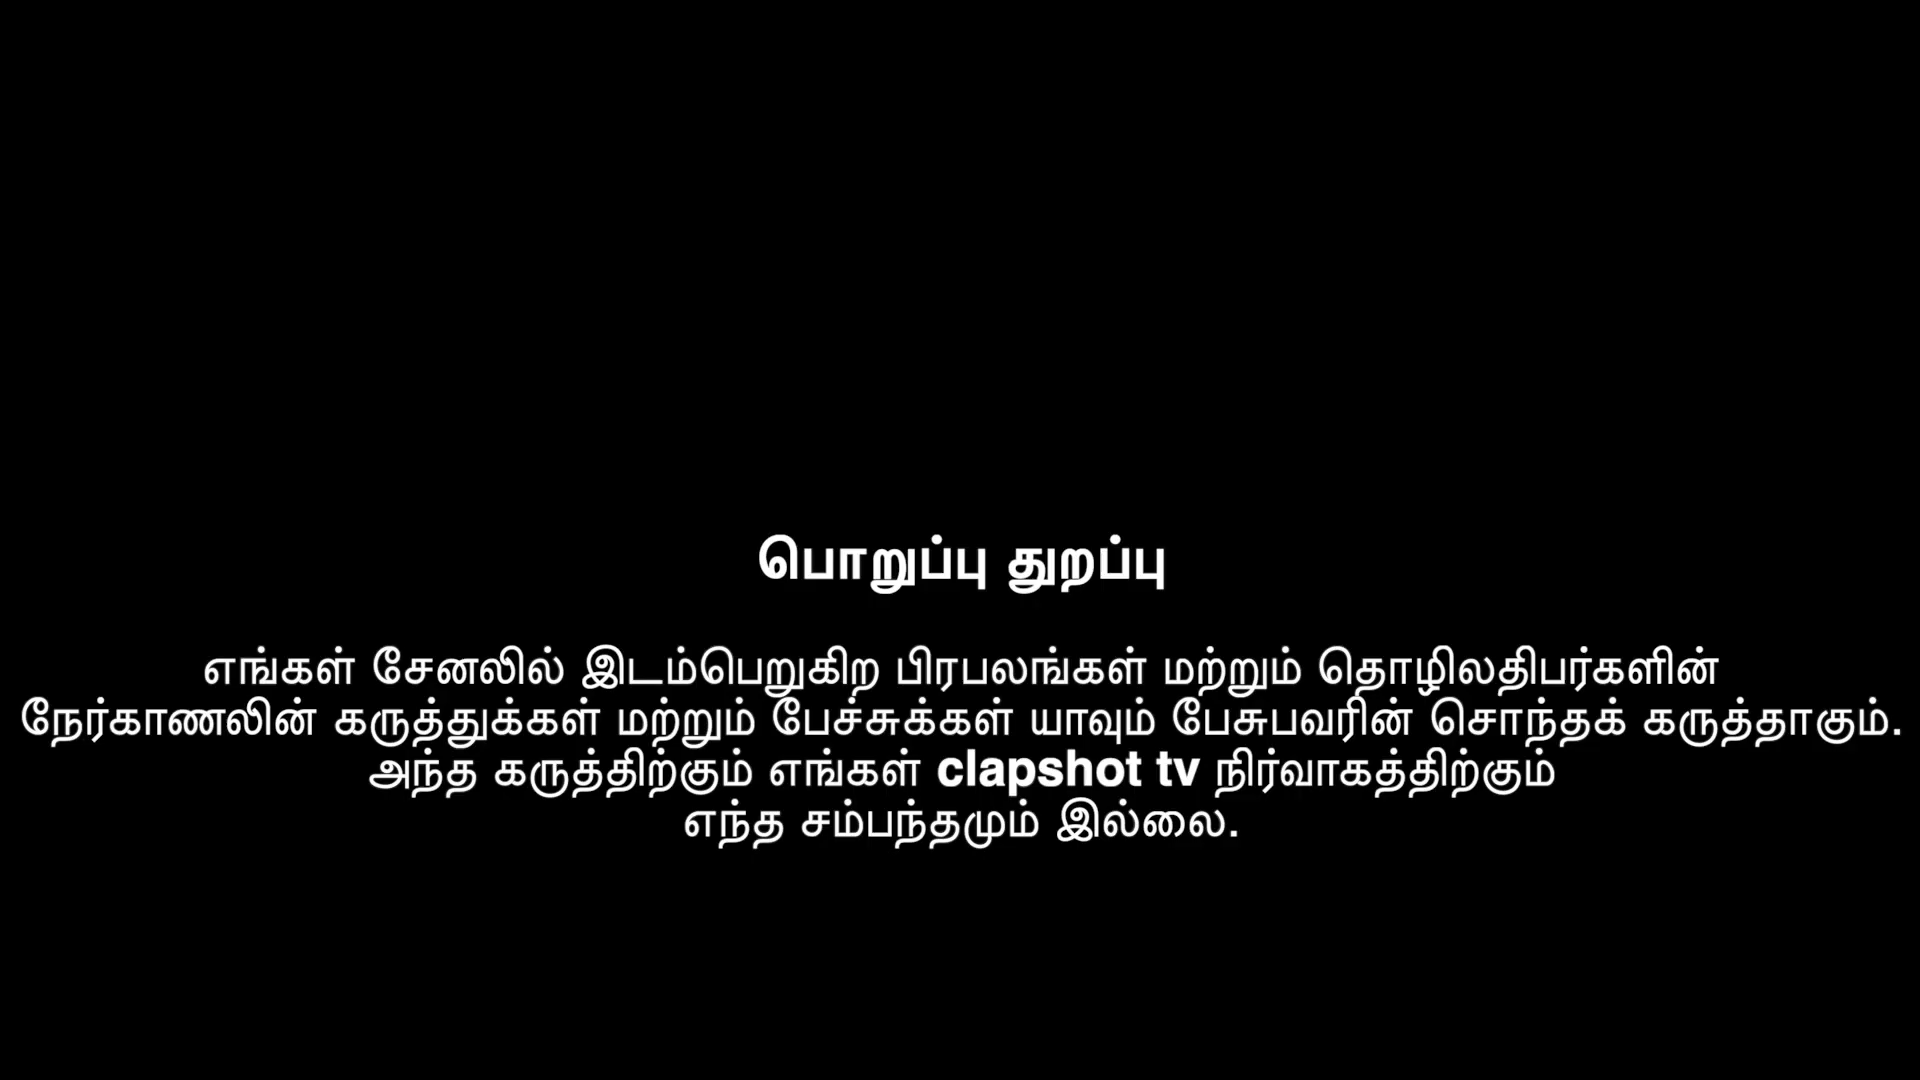 பொறுப்பு துறப்பு
எங்கள் சேனலில் இடம்பெறுகிற பிரபலங்கள் மற்றும் தொழிலதிபர்களின்
நேர்காணலின் கருத்துக்கள் மற்றும் பேச்சுக்கள் யாவும் பேசுபவரின் சொந்தக் கருத்தாகும்.
அந்த கருத்திற்கும் எங்கள் clapshot tv நிர்வாகத்திற்கும்
எந்த சம்பந்தமும் இல்லை.